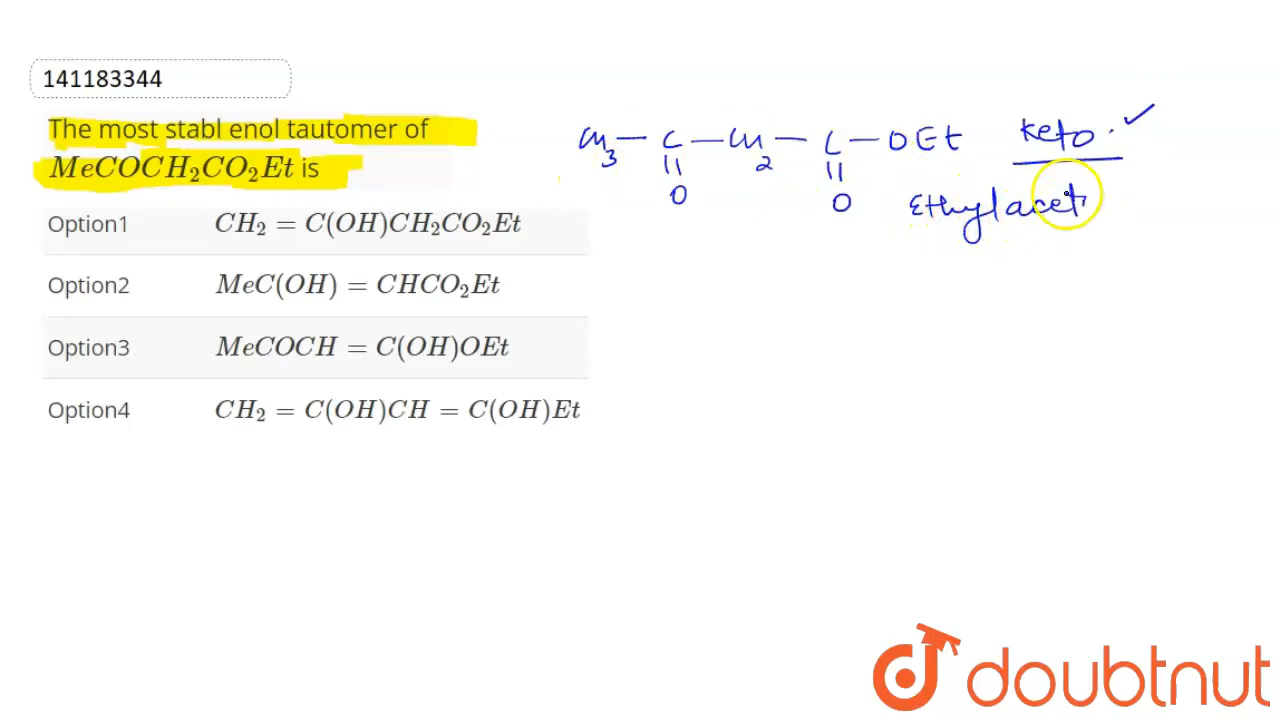 141183344
The most stabl enol tautomer of
MeCOCH₂CO₂Et is
Option1 CH₂ = C(OH)CH₂CO₂Et
Option2 MeC(OH) = CHCO₂Et
Option3 MeCOCH = C(OH)OEt
Option4 CH₂ = C(OH)CH = C(OH)Et
CH₃ — C — CH₂ — C — OEt Keto. ✓
|| ||
O O
Ethylacet
doubtnut